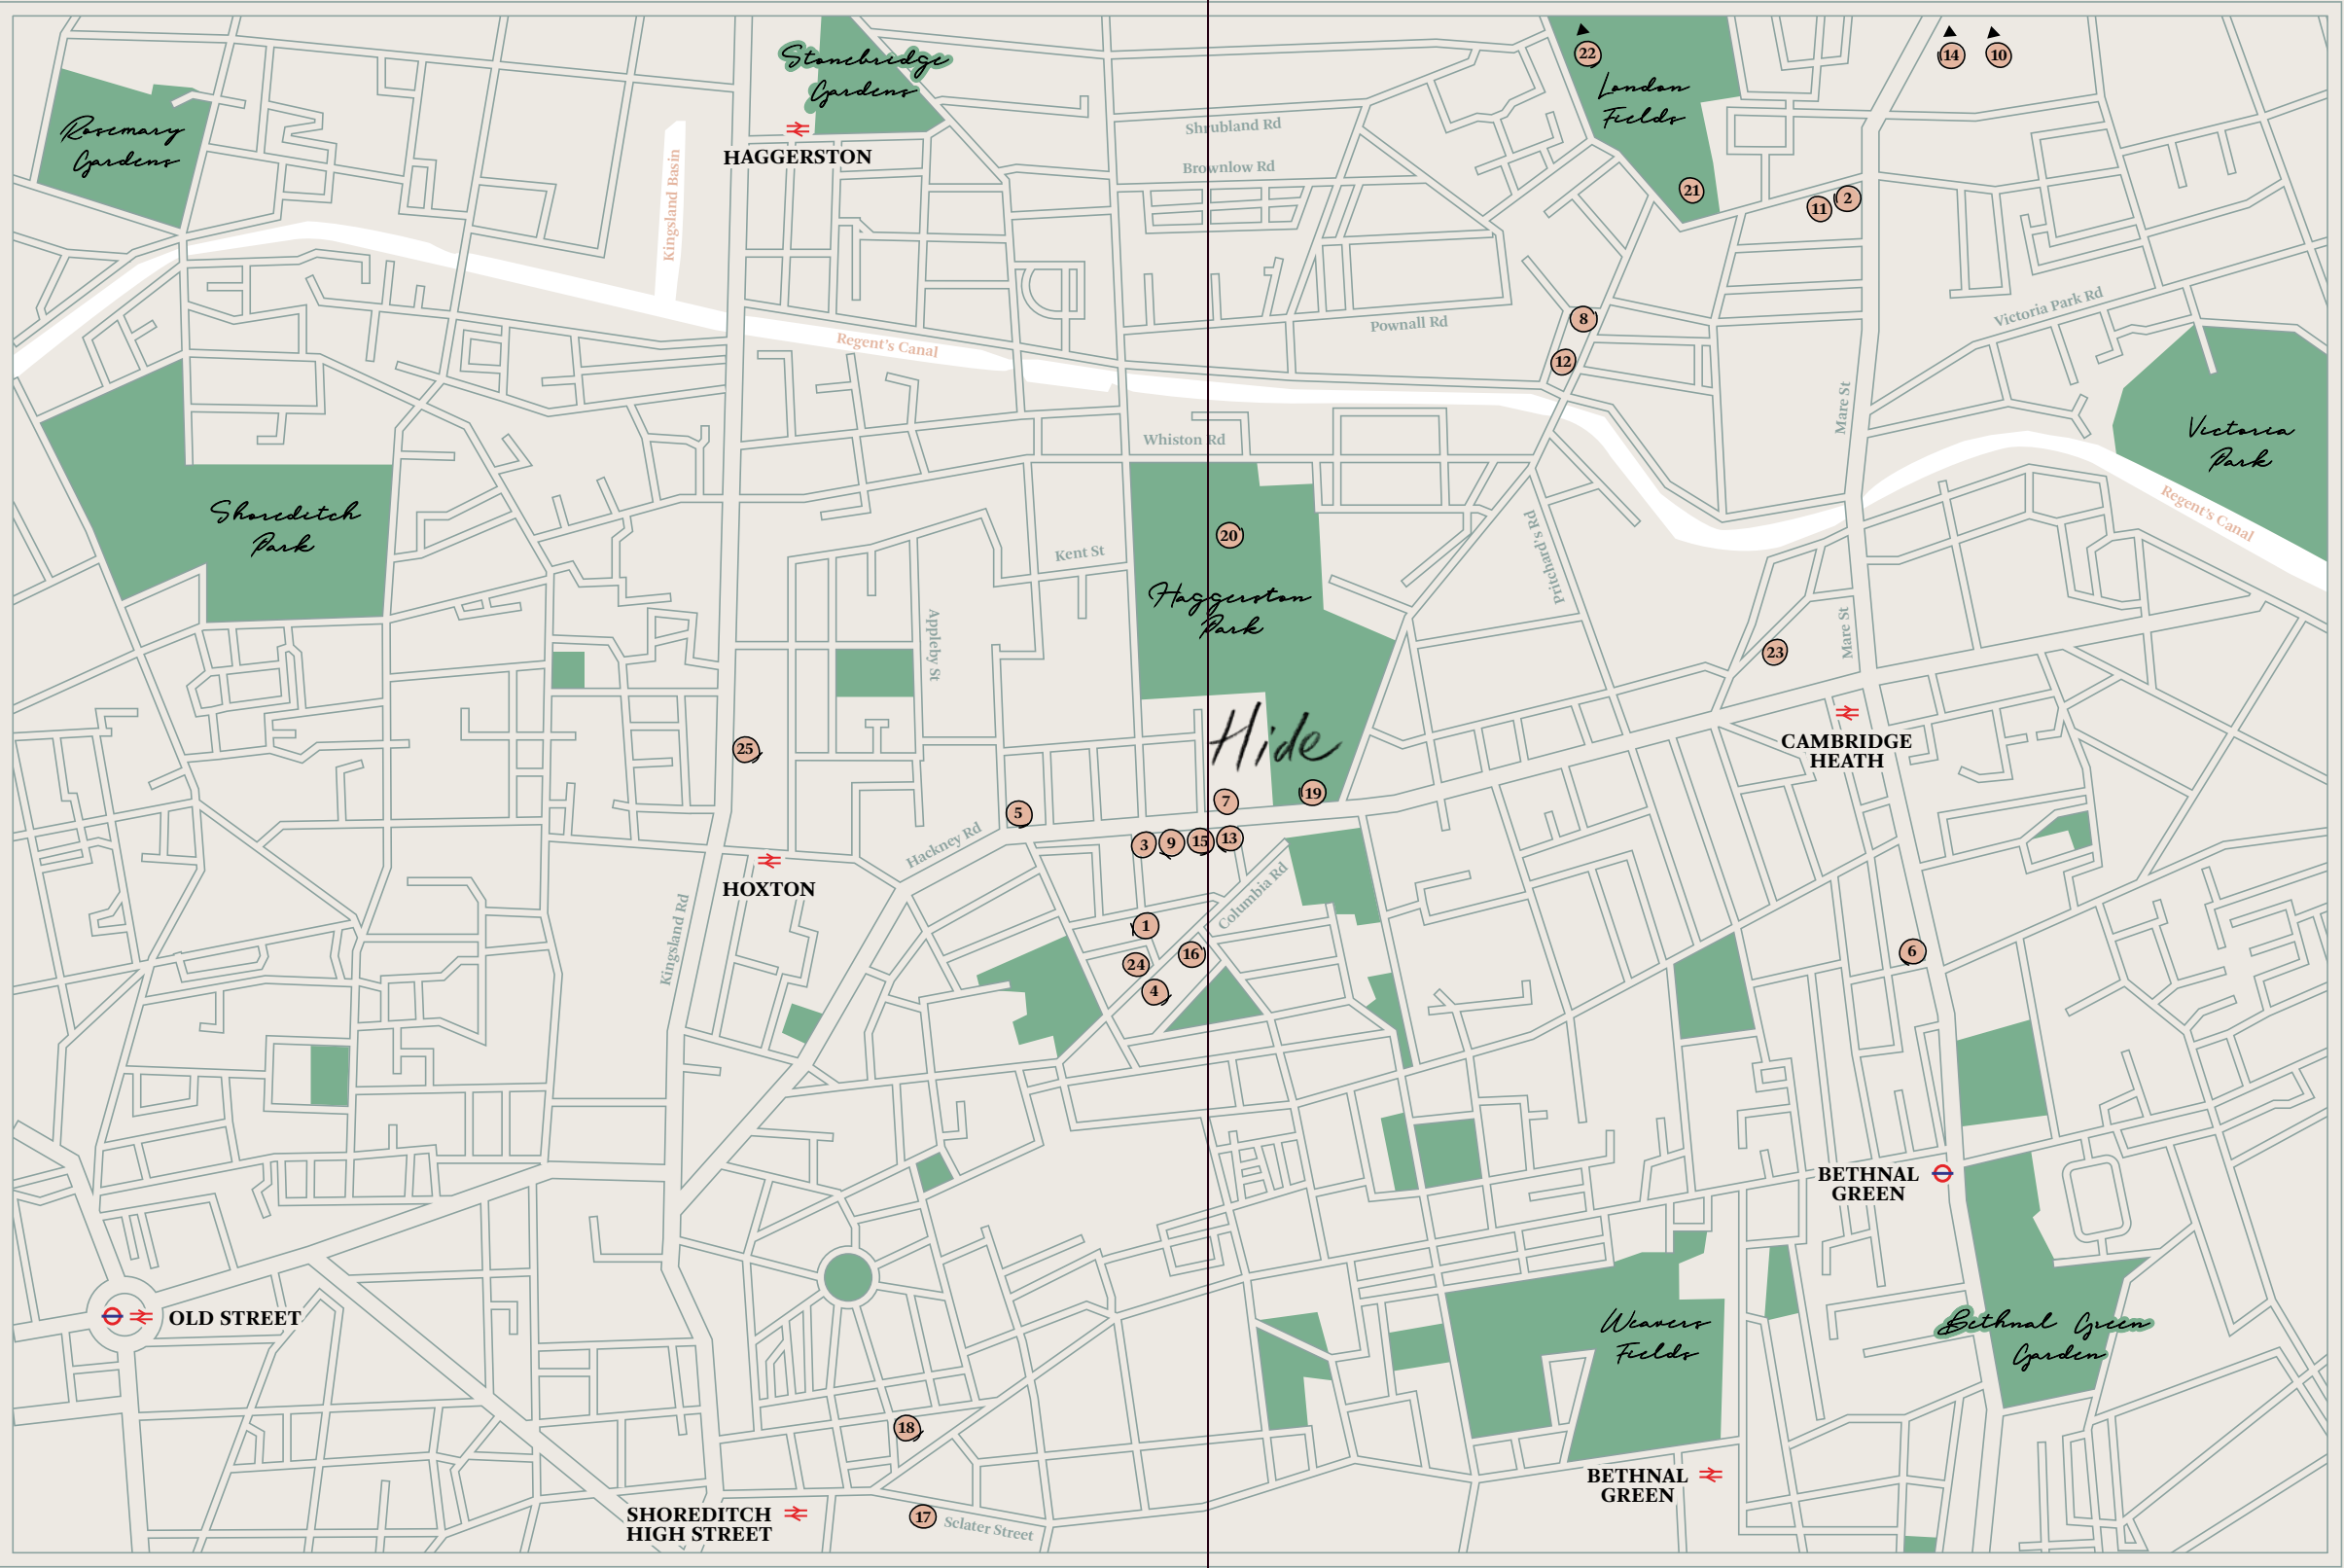 Stonebridge
Gardens
London
Fields
22
14
10
Rosemary
Gardens
HAGGERSTON
Kingsland Basin
Shrubland Rd
Brownlow Rd
21
11
2
Regent's Canal
Pownall Rd
8
12
Victoria Park Rd
Mare St
Victoria
Park
Regent's Canal
Whiston Rd
Shoreditch
Park
Kent St
20
Haggerston
Park
Pritchard's Rd
Appleby St
Mare St
23
CAMBRIDGE
HEATH
25
Hide
5
7
19
3
9
15
13
Hackney Rd
HOXTON
Kingsland Rd
Columbia Rd
1
24
16
4
6
BETHNAL
GREEN
OLD STREET
Weavers
Fields
Bethnal Green
Garden
18
BETHNAL
GREEN
SHOREDITCH
HIGH STREET
17
Sclater Street